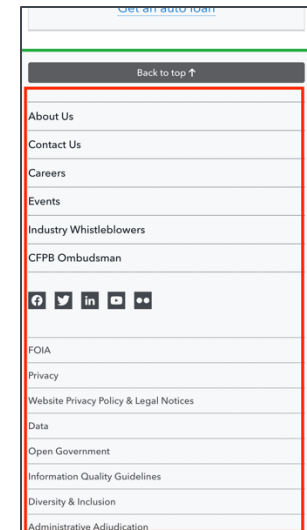 Get an auto loan
Back to top ↑
About Us
Contact Us
Careers
Events
Industry Whistleblowers
CFPB Ombudsman
in
FOIA
Privacy
Website Privacy Policy & Legal Notices
Data
Open Government
Information Quality Guidelines
Diversity & Inclusion
Administrative Adjudication